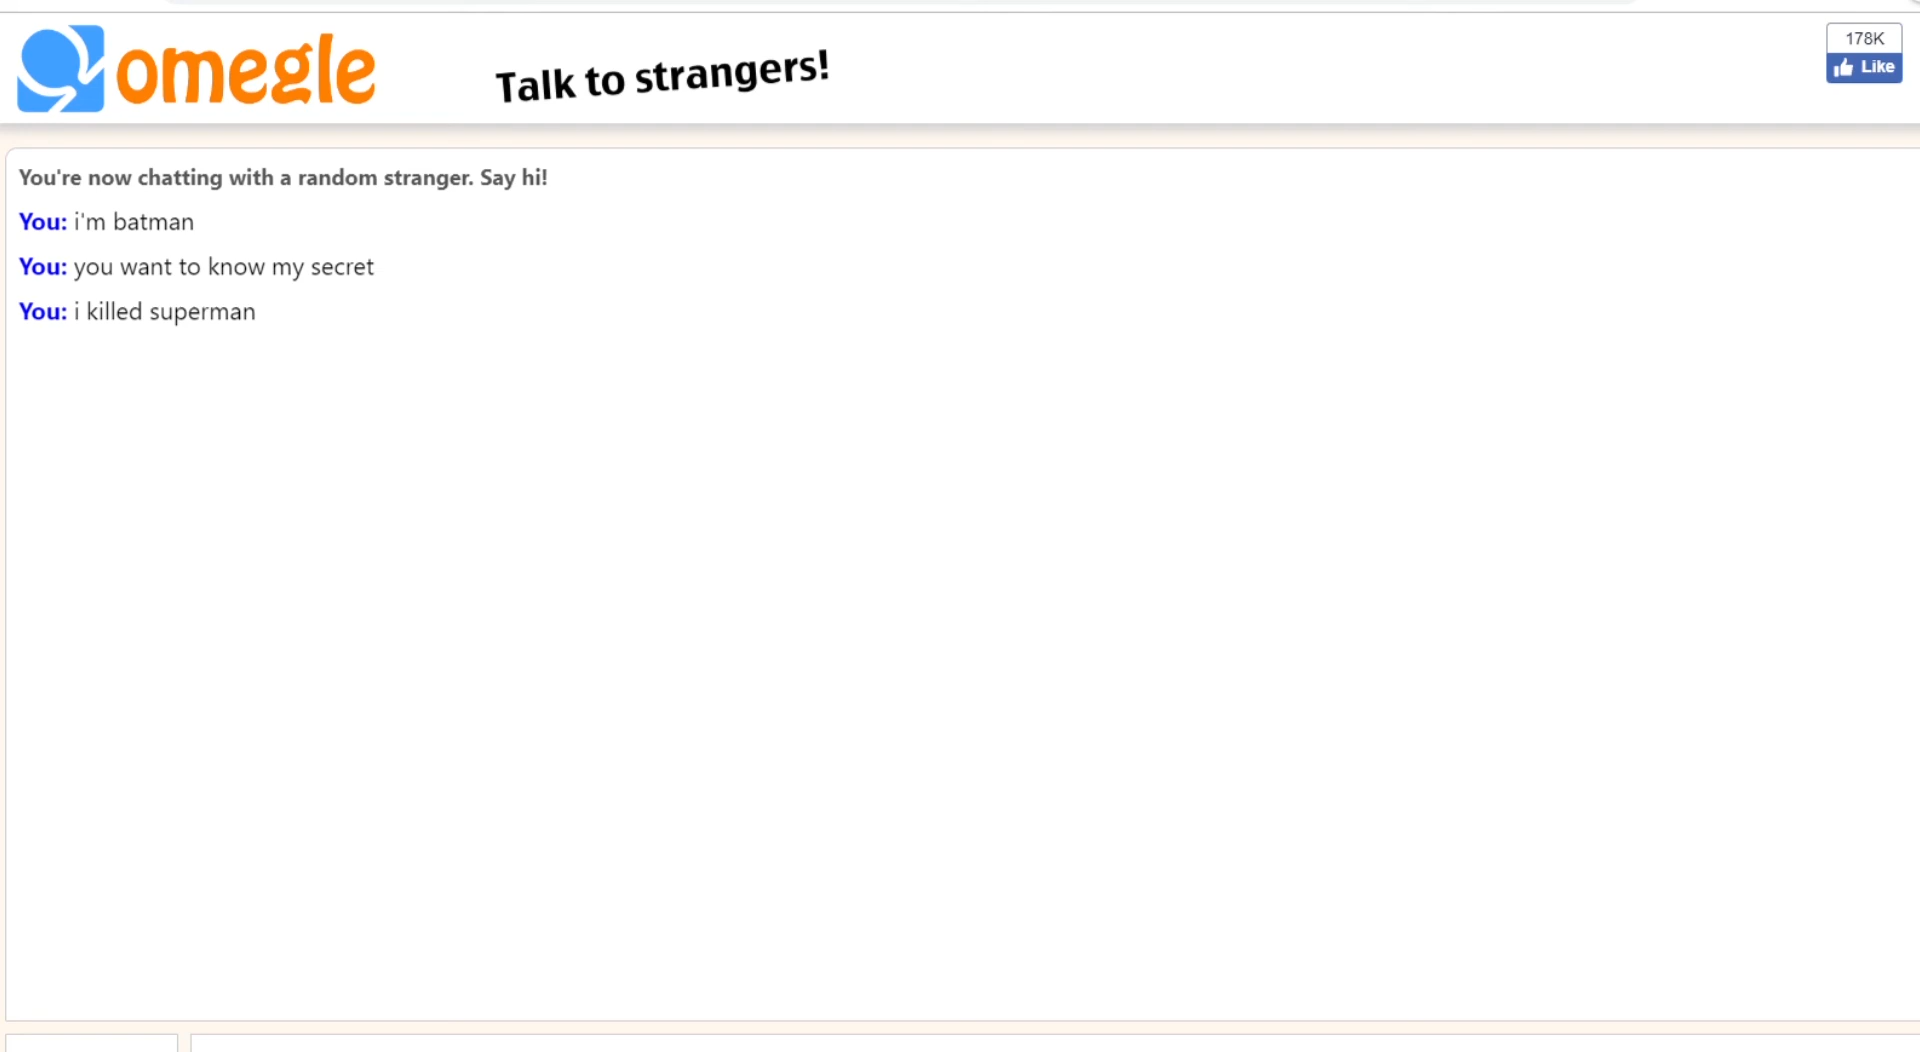 omegle
Talk to strangers!
178K
Like
You're now chatting with a random stranger. Say hi!
You: i'm batman
You: you want to know my secret
You: i killed superman